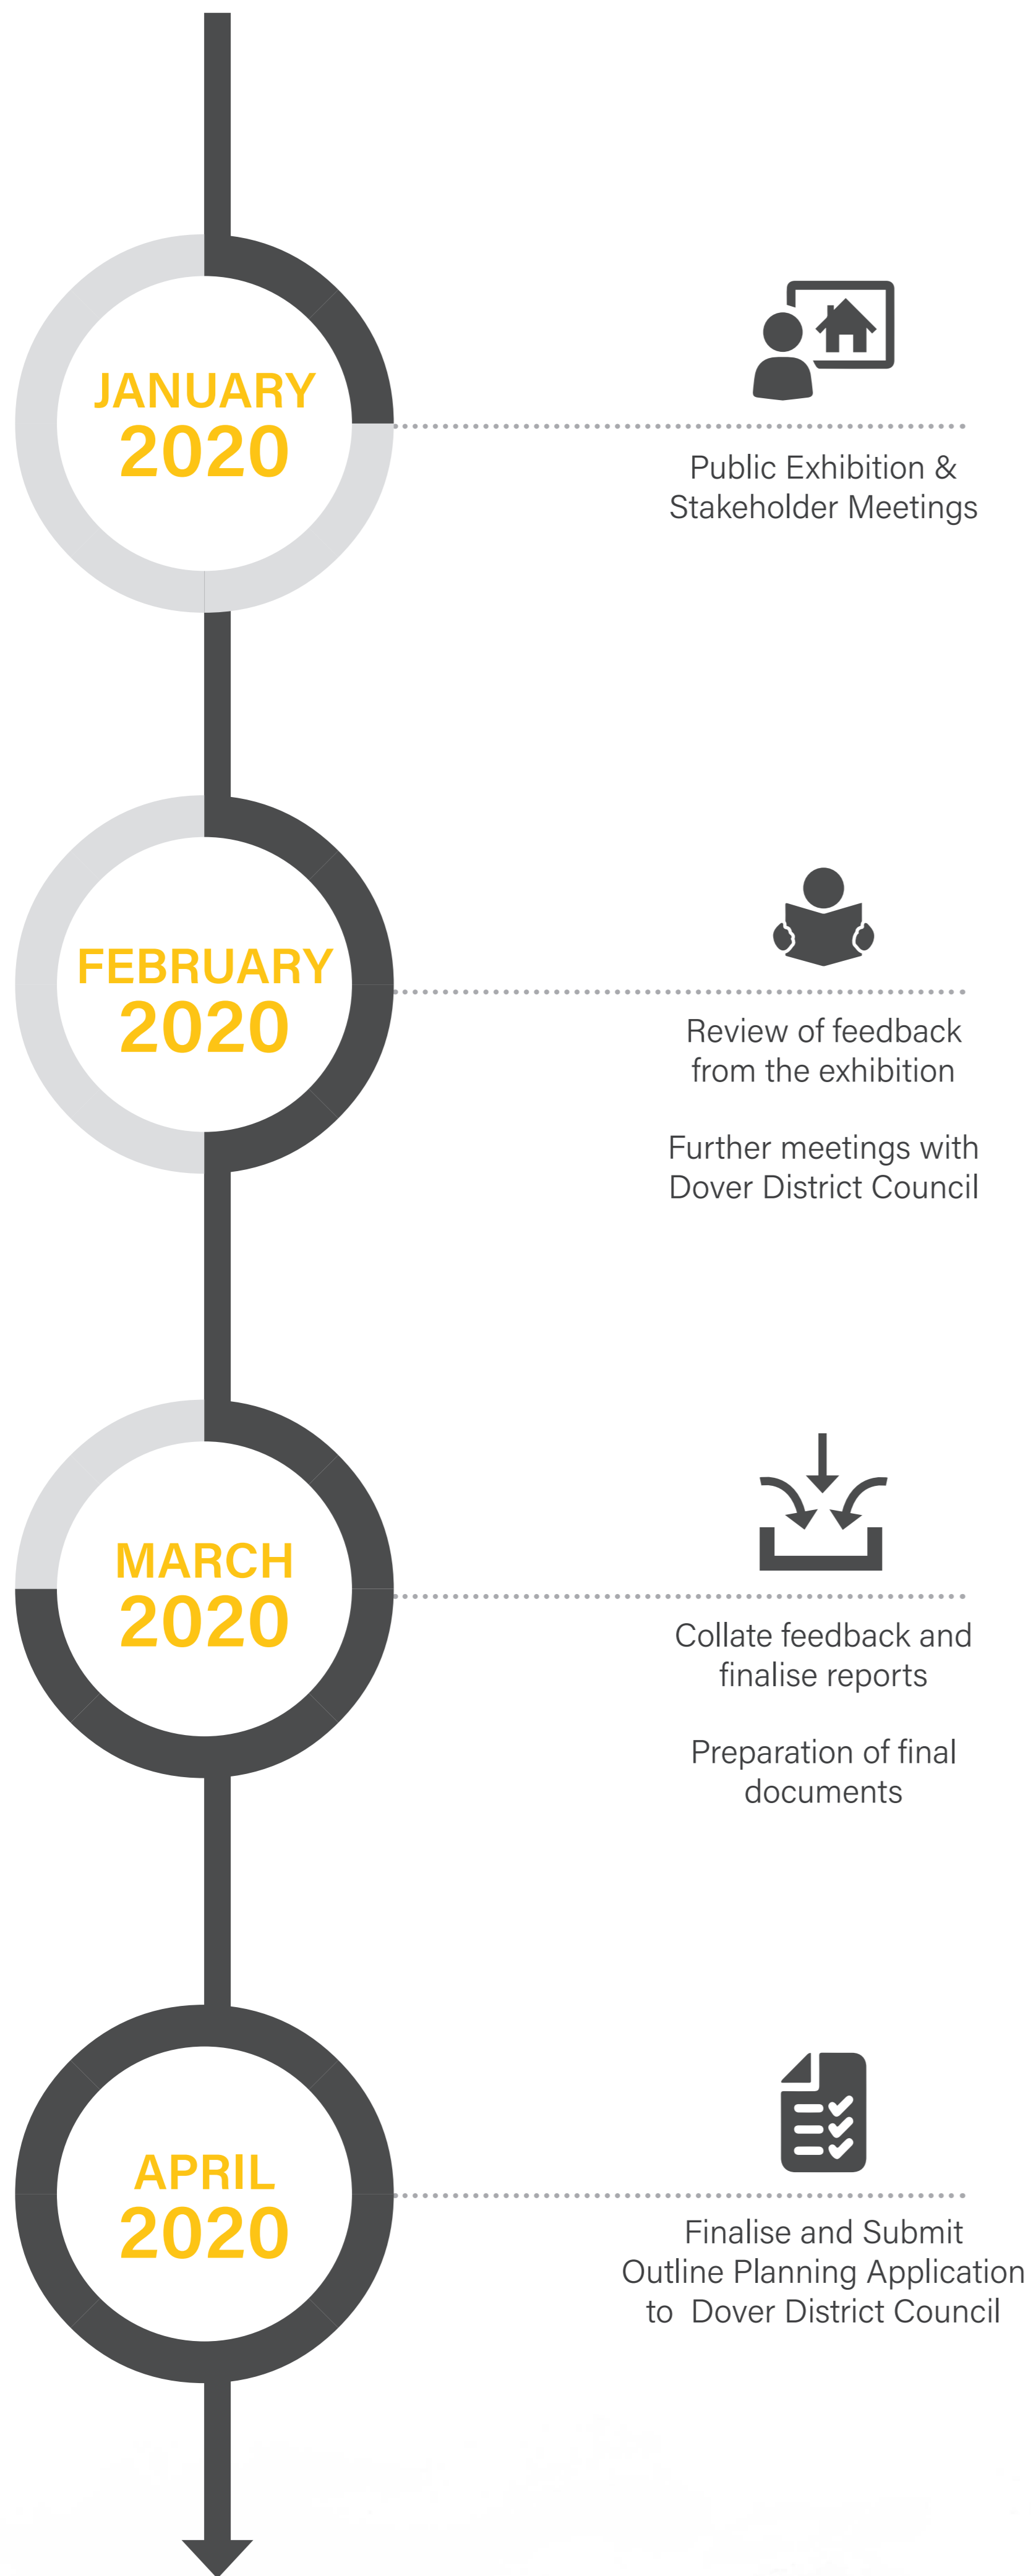 JANUARY
2020
Public Exhibition &
Stakeholder Meetings
FEBRUARY
2020
Review of feedback
from the exhibition
Further meetings with
Dover District Council
MARCH
2020
Collate feedback and
finalise reports
Preparation of final
documents
APRIL
2020
Finalise and Submit
Outline Planning Application
to Dover District Council